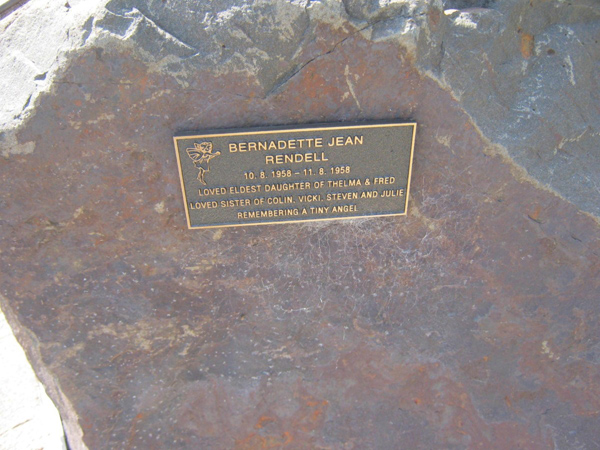 BERNADETTE JEAN
RENDELL
10. 8. 1958 - 11. 8. 1958
LOVED ELDEST DAUGHTER OF THELMA & FRED
LOVED SISTER OF COLIN, VICKI, STEVEN AND JULIE
REMEMBERING A TINY ANGEL